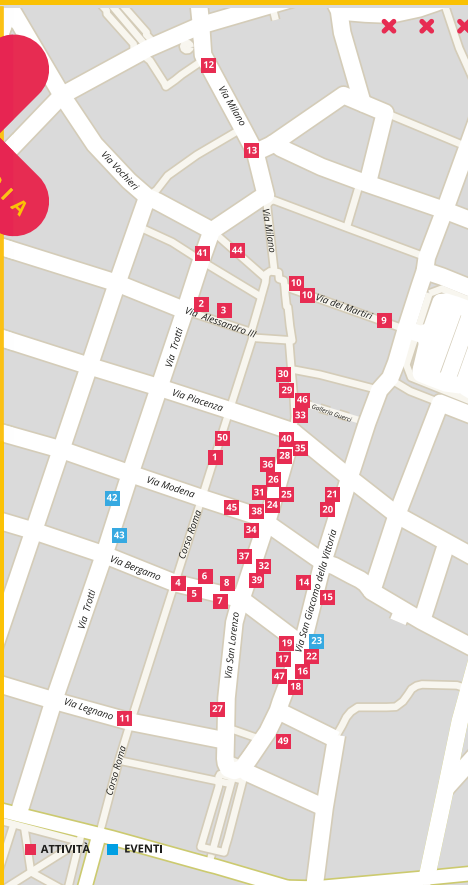 12
Via Milano
13
Via Vochieri
IA
Via Milano
41
44
10
10
Via dei Martiri
9
2
3
Via Alessandro III
Via Trotti
30
29
46
Galleria Guerci
33
Via Piacenza
50
1
40
35
28
36
26
Via Modena
31
25
21
42
45
38
24
20
43
34
Corso Roma
Via San Giacomo della Vittoria
37
32
Via Bergamo
4
6
8
39
14
5
7
15
Via Trotti
Via San Lorenzo
19
23
17
22
47
16
18
27
Via Legnano
11
49
Corso Roma
ATTIVITÀ
EVENTI